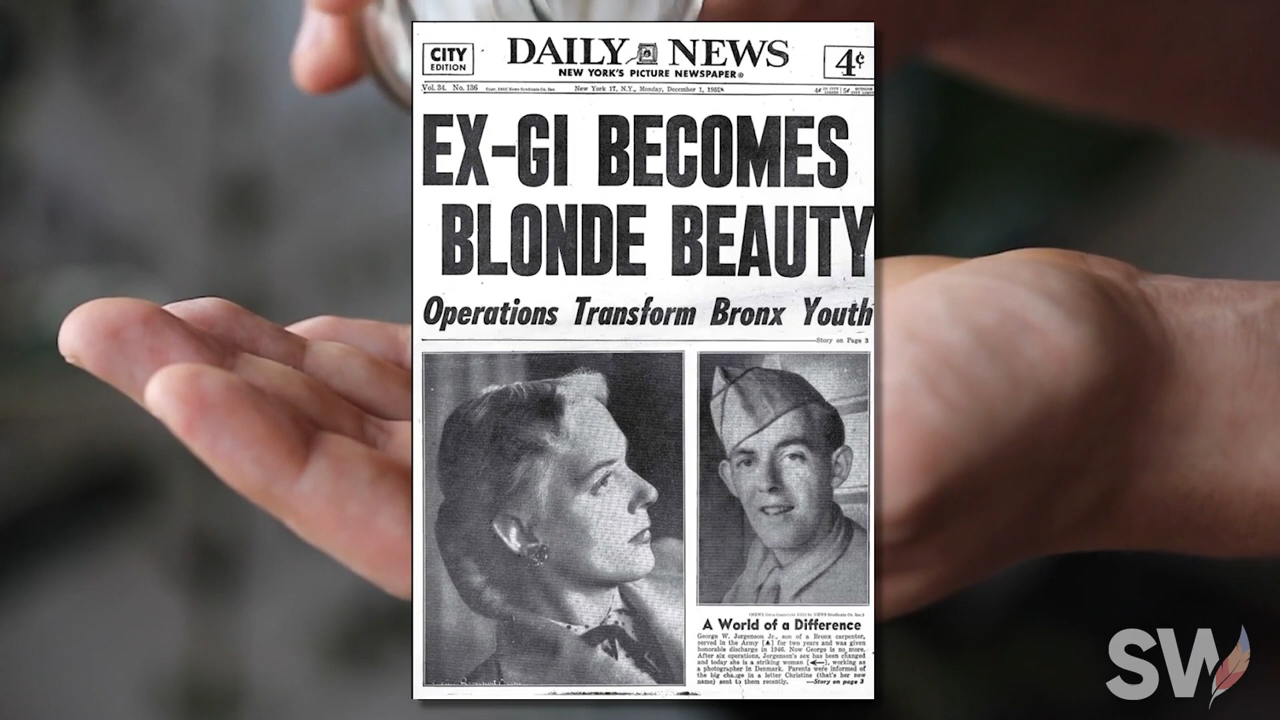 CITY
EDITION
DAILY NEWS
NEW YORK'S PICTURE NEWSPAPER®
4¢
Vol. 34. No. 136
New York 17, N.Y., Monday, December 1, 1952
EX-GI BECOMES
BLONDE BEAUTY
Operations Transform Bronx Youth
Story on Page 3
A World of a Difference
George W. Jorgensen Jr., son of a Bronx carpenter,
served in the Army [▲] for two years and was given
honorable discharge in 1946. Now George is no more.
After six operations, Jorgensen's sex has been changed
and today she is a striking woman [←], working as
a photographer in Denmark. Parents were informed of
the big change in a letter Christine (that's her new
name) sent to them recently. —Story on page 3
SW